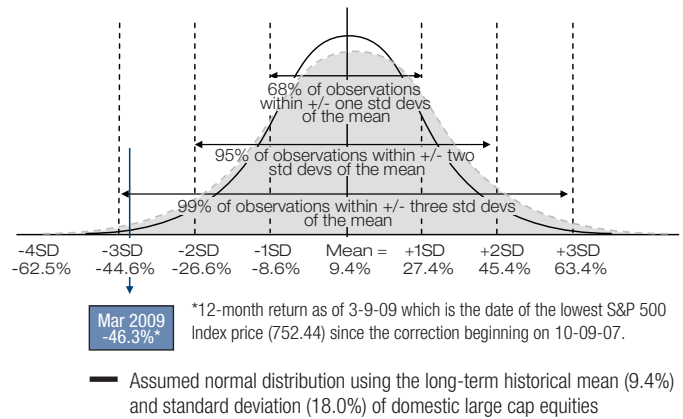 68% of observations
within +/- one std devs
of the mean
95% of observations within +/- two
std devs of the mean
99% of observations within +/- three std devs
of the mean
-4SD -3SD -2SD -1SD Mean = +1SD +2SD +3SD
-62.5% -44.6% -26.6% -8.6% 9.4% 27.4% 45.4% 63.4%
Mar 2009
-46.3%*
*12-month return as of 3-9-09 which is the date of the lowest S&P 500
Index price (752.44) since the correction beginning on 10-09-07.
Assumed normal distribution using the long-term historical mean (9.4%)
and standard deviation (18.0%) of domestic large cap equities